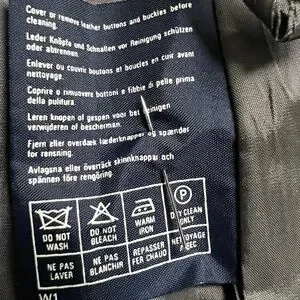 Cover or remove leather buttons and buckles before
cleaning.
Leder Knöpfe und Schnallen vor Reinigung schützen
oder abtrennen.
Enlever ou couvrir boutons et boucles en cuir avant
nettoyage.
Coprire o rimuovere bottoni e fibbie di pelle prima
della pulitura.
Leren knopen of gespen voor het reinigen
verwijderen of beschermen.
Fjern eller overdæk læderknapper og spænder
for rensning.
Avlagsna eller överräck skinnknappar och
spännen före rengöring.
P
DO NOT
WASH
DO NOT
BLEACH
WARM
IRON
DRY CLEAN
ONLY
NE PAS
LAVER
NE PAS
BLANCHIR
REPASSER
FER CHAUD
NETTOYAGE
SEC
W1